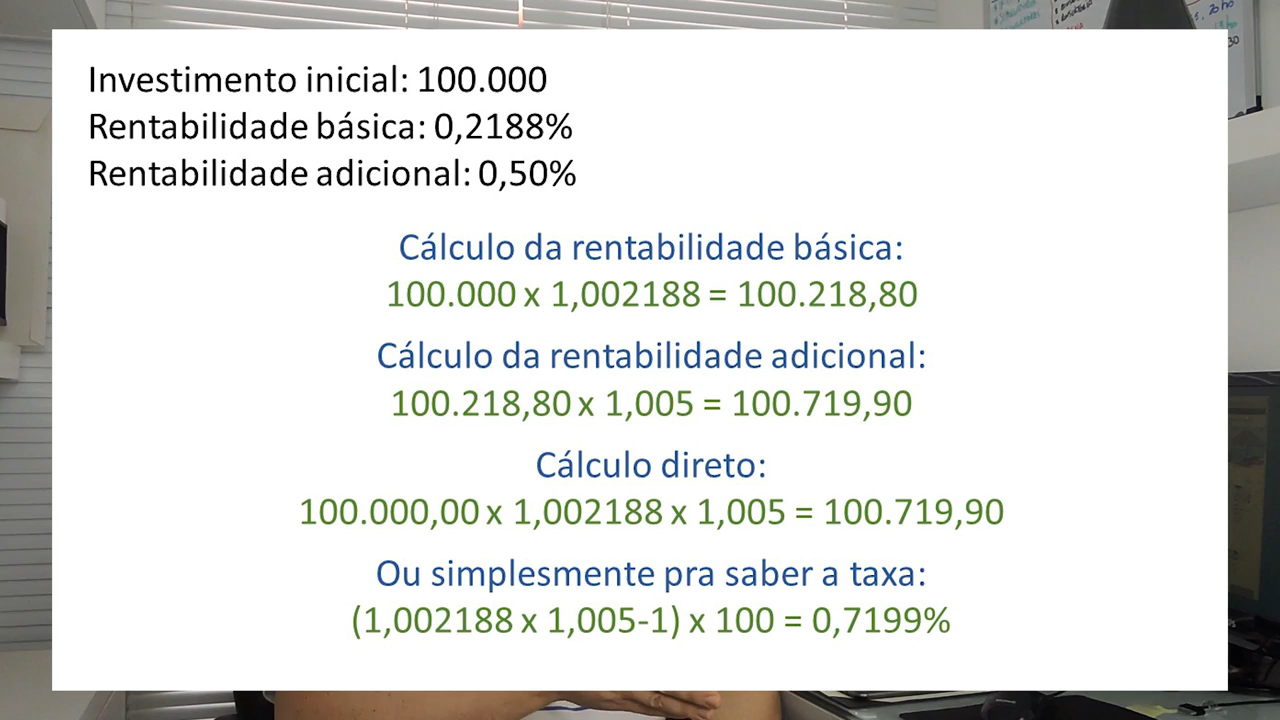 Investimento inicial: 100.000
Rentabilidade básica: 0,2188%
Rentabilidade adicional: 0,50%
Cálculo da rentabilidade básica:
100.000 x 1,002188 = 100.218,80
Cálculo da rentabilidade adicional:
100.218,80 x 1,005 = 100.719,90
Cálculo direto:
100.000,00 x 1,002188 x 1,005 = 100.719,90
Ou simplesmente pra saber a taxa:
(1,002188 x 1,005-1) x 100 = 0,7199%